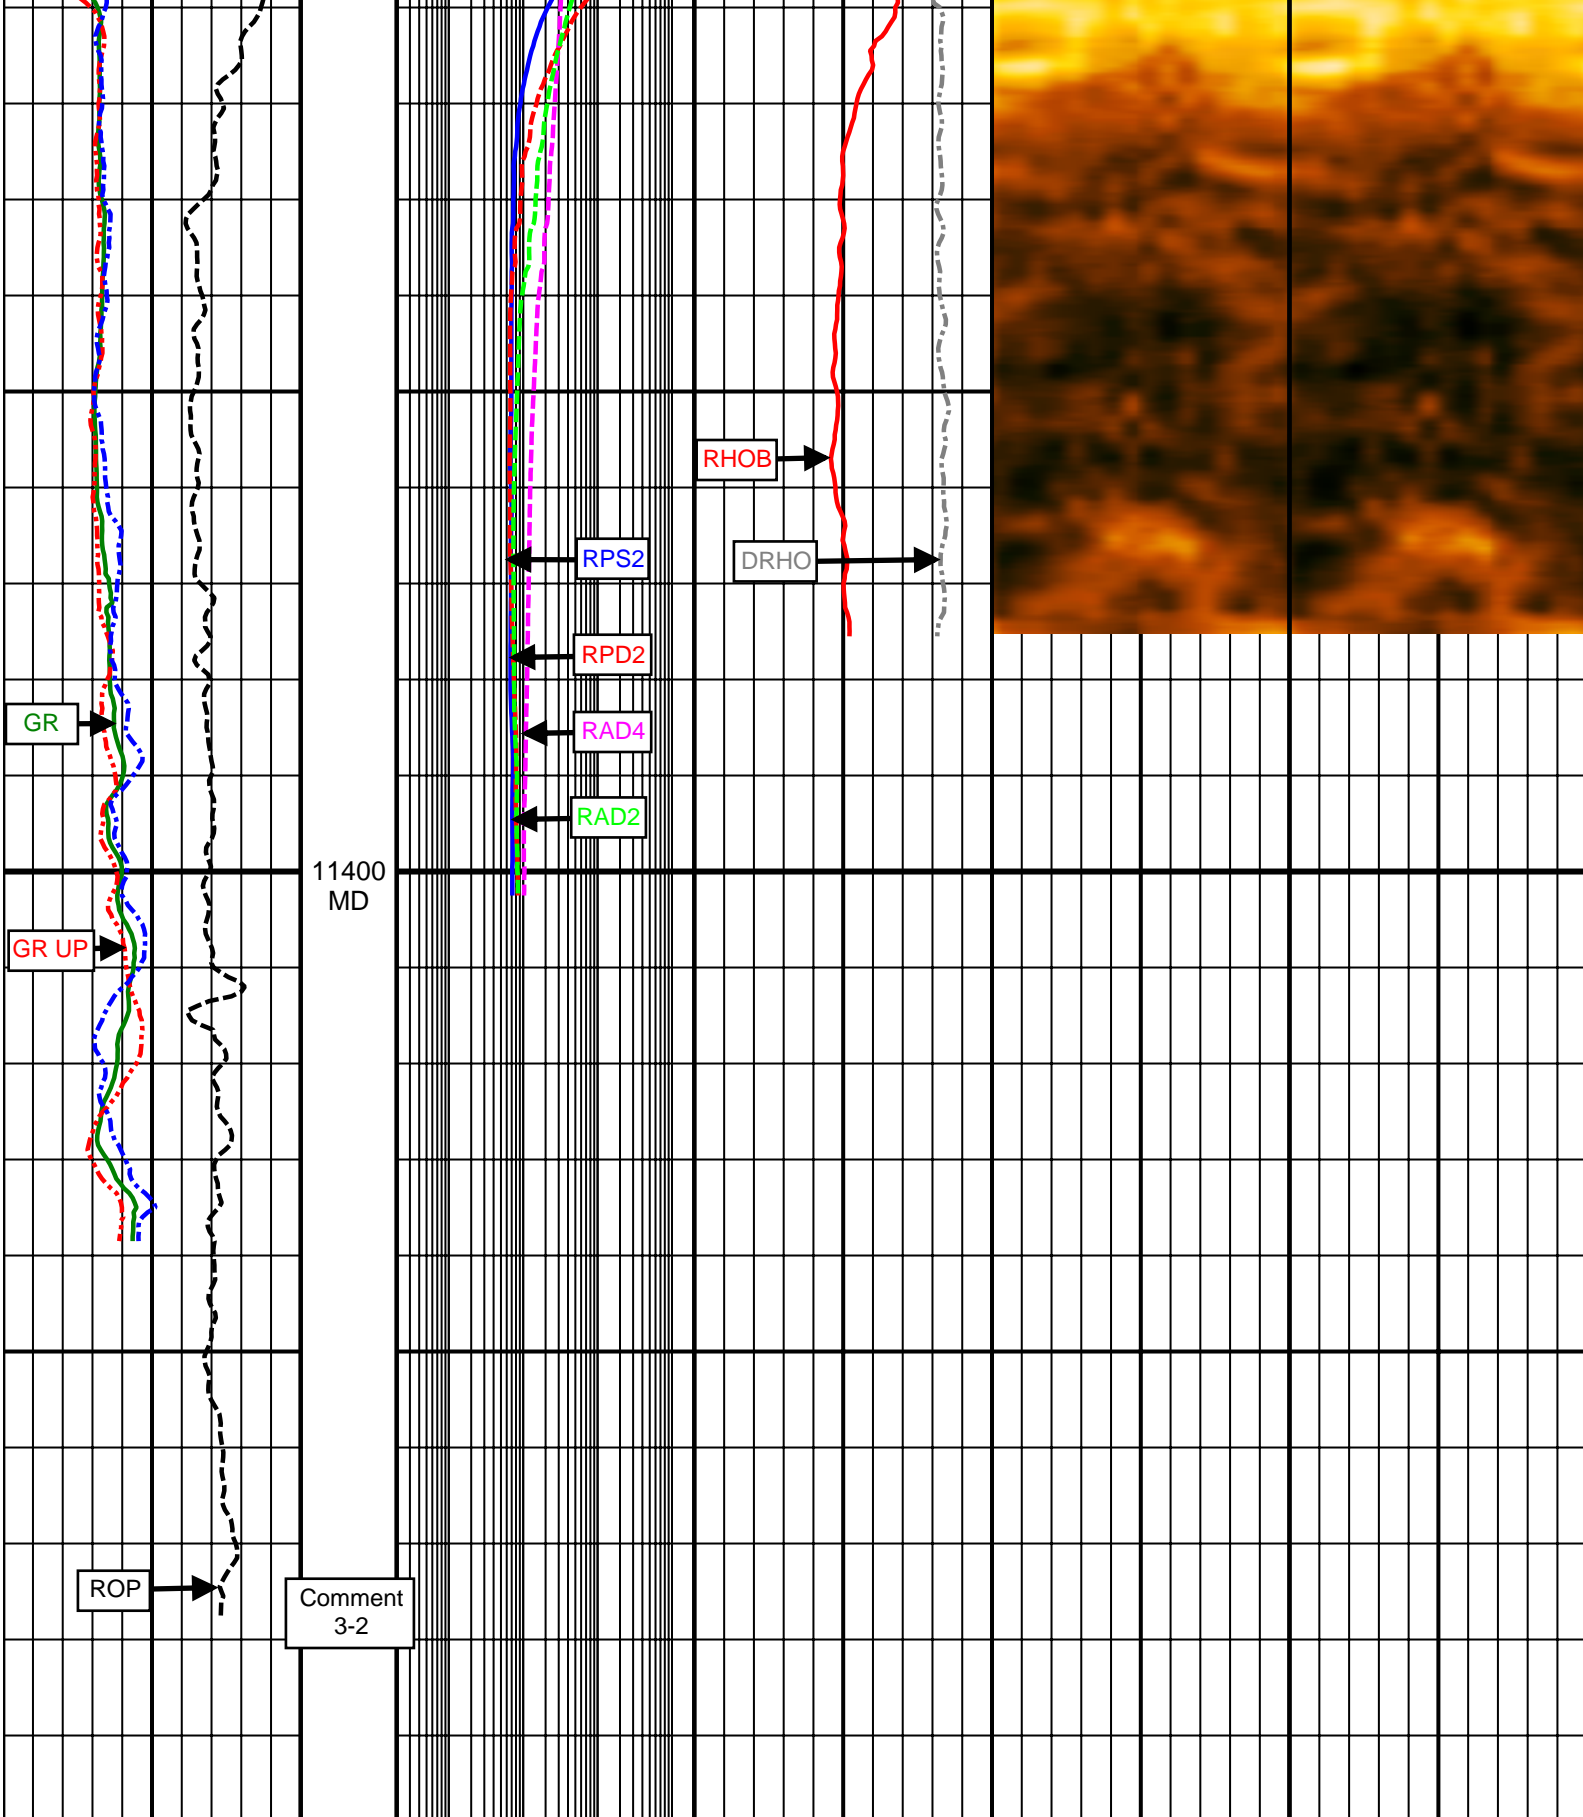 RHOB
RPS2
DRHO
RPD2
GR
RAD4
RAD2
11400
MD
GR UP
ROP
Comment
3-2